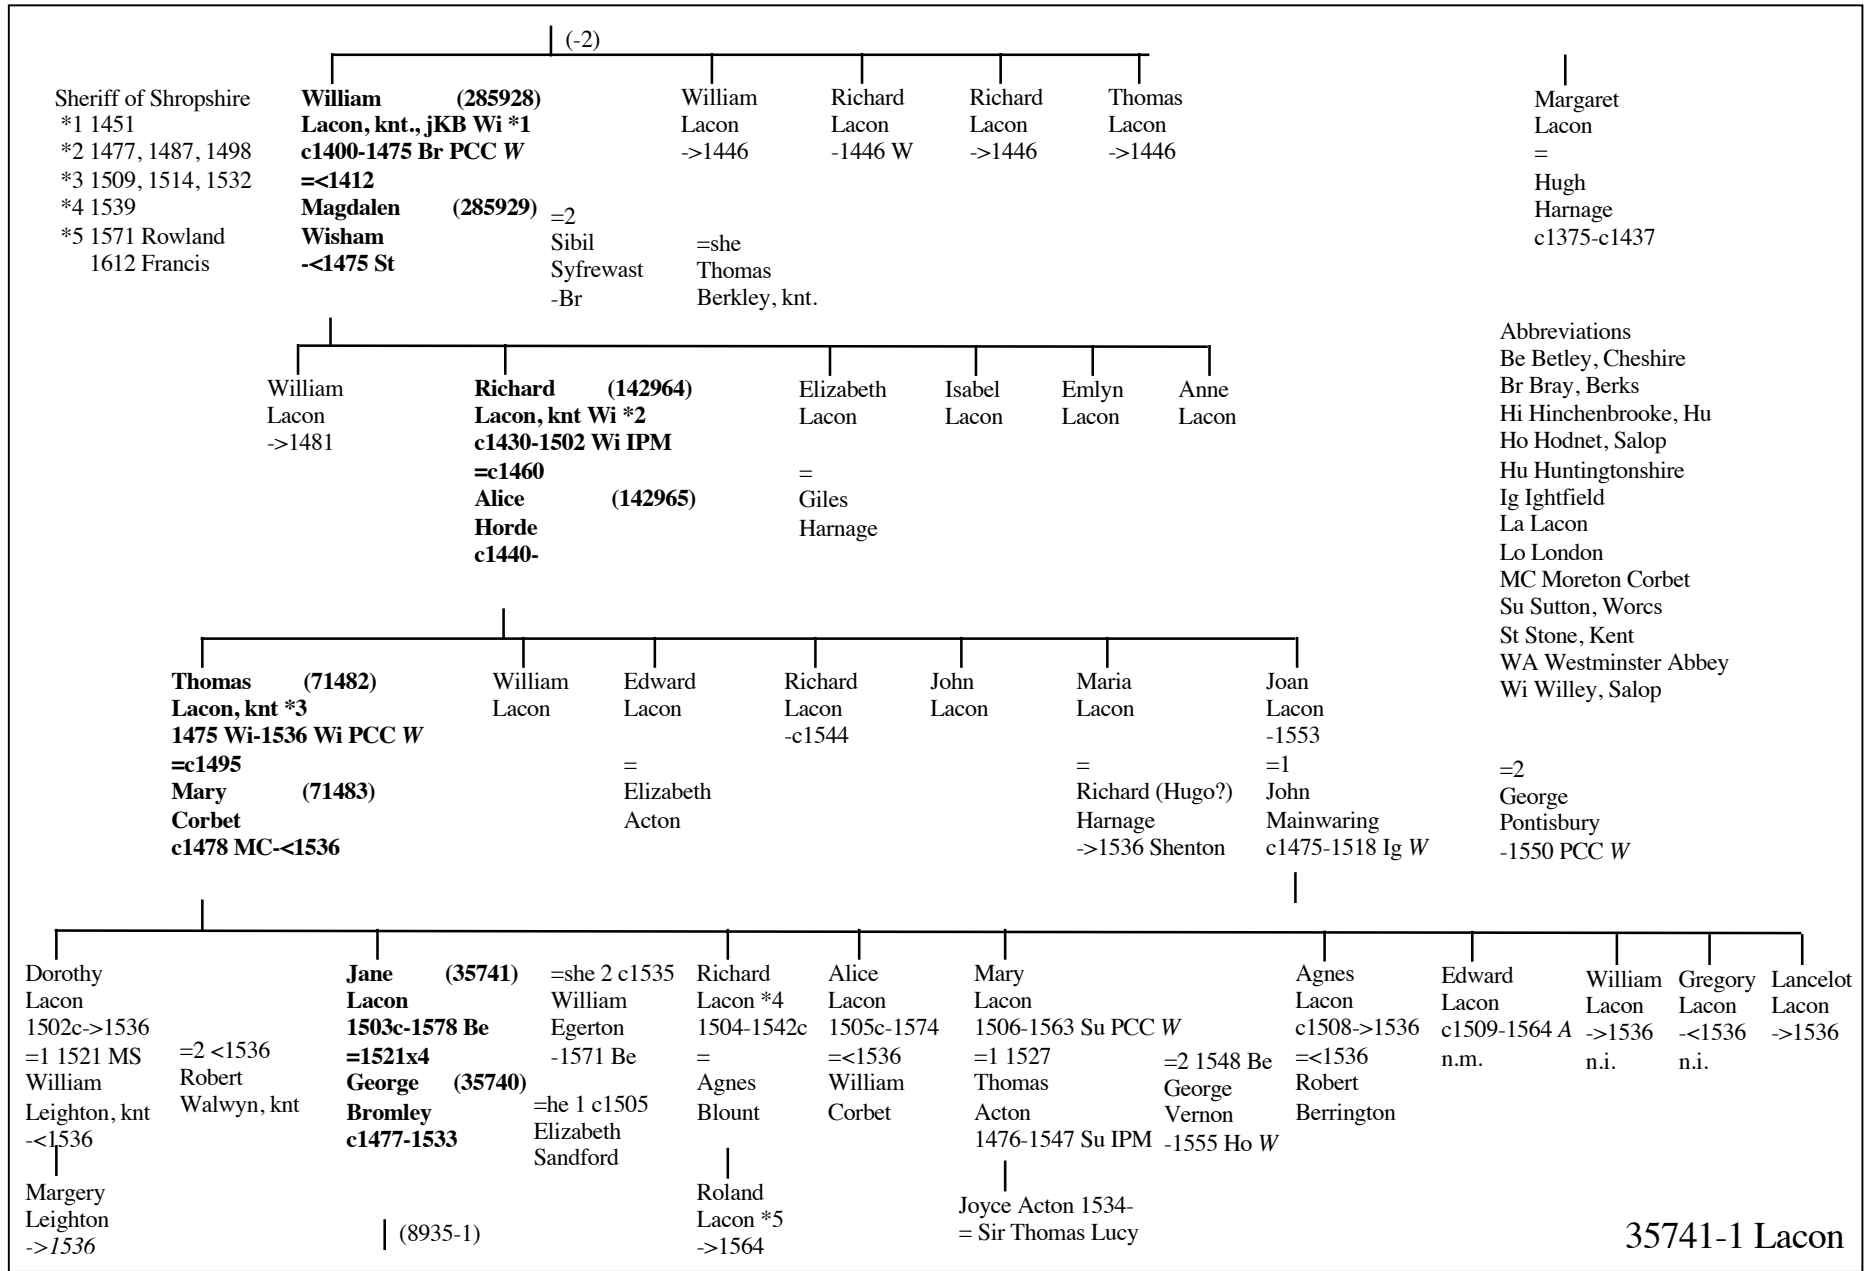 (-2)
Sheriff of Shropshire
*1 1451
*2 1477, 1487, 1498
*3 1509, 1514, 1532
*4 1539
*5 1571 Rowland
1612 Francis
William (285928)
Lacon, knt., jKB Wi *1
c1400-1475 Br PCC W
=<1412
Magdalen (285929)
Wisham
-<1475 St
=2
Sibil
Syfrewast
-Br
=she
Thomas
Berkley, knt.
William
Lacon
->1446
Richard
Lacon
-1446 W
Richard
Lacon
->1446
Thomas
Lacon
->1446
Margaret
Lacon
=
Hugh
Harnage
c1375-c1437
William
Lacon
->1481
Richard (142964)
Lacon, knt Wi *2
c1430-1502 Wi IPM
=c1460
Alice (142965)
Horde
c1440-
Elizabeth
Lacon
=
Giles
Harnage
Isabel
Lacon
Emlyn
Lacon
Anne
Lacon
Abbreviations
Be Betley, Cheshire
Br Bray, Berks
Hi Hinchenbrooke, Hu
Ho Hodnet, Salop
Hu Huntingtonshire
Ig Ightfield
La Lacon
Lo London
MC Moreton Corbet
Su Sutton, Worcs
St Stone, Kent
WA Westminster Abbey
Wi Willey, Salop
Thomas (71482)
Lacon, knt *3
1475 Wi-1536 Wi PCC W
=c1495
Mary (71483)
Corbet
c1478 MC-<1536
William
Lacon
Edward
Lacon
=
Elizabeth
Acton
Richard
Lacon
-c1544
John
Lacon
Maria
Lacon
=
Richard (Hugo?)
Harnage
->1536 Shenton
Joan
Lacon
-1553
=1
John
Mainwaring
c1475-1518 Ig W
=2
George
Pontisbury
-1550 PCC W
Dorothy
Lacon
1502c->1536
=1 1521 MS
William
Leighton, knt
-<1536
=2 <1536
Robert
Walwyn, knt
Margery
Leighton
->1536
Jane (35741)
Lacon
1503c-1578 Be
=1521x4
George (35740)
Bromley
c1477-1533
=she 2 c1535
William
Egerton
-1571 Be
=he 1 c1505
Elizabeth
Sandford
(8935-1)
Richard
Lacon *4
1504-1542c
=
Agnes
Blount
Roland
Lacon *5
->1564
Alice
Lacon
1505c-1574
=<1536
William
Corbet
Mary
Lacon
1506-1563 Su PCC W
=1 1527
Thomas
Acton
1476-1547 Su IPM
=2 1548 Be
George
Vernon
-1555 Ho W
Joyce Acton 1534-
= Sir Thomas Lucy
Agnes
Lacon
c1508->1536
=<1536
Robert
Berrington
Edward
Lacon
c1509-1564 A
n.m.
William
Lacon
->1536
n.i.
Gregory
Lacon
-<1536
n.i.
Lancelot
Lacon
->1536
35741-1 Lacon